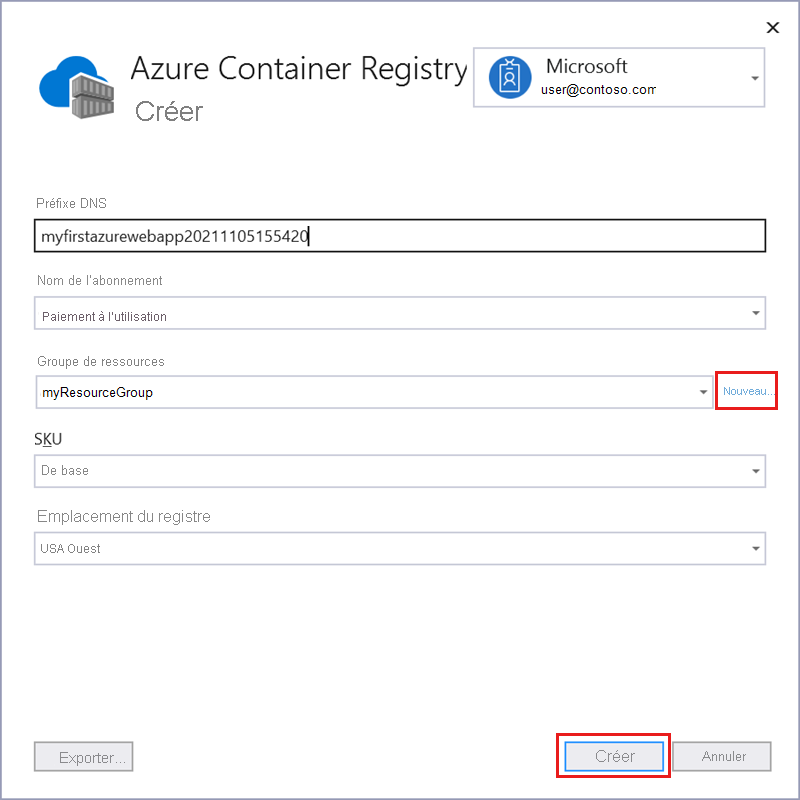 Azure Container Registry
Créer
Microsoft
user@contoso.com
Préfixe DNS
myfirstazurewebapp20211105155420
Nom de l'abonnement
Paiement à l'utilisation
Groupe de ressources
myResourceGroup
Nouveau...
SKU
De base
Emplacement du registre
USA Ouest
Exporter...
Créer
Annuler